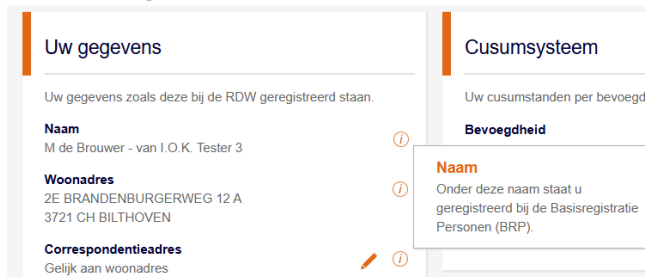 Uw gegevens
Uw gegevens zoals deze bij de RDW geregistreerd staan.
Naam
M de Brouwer - van I.O.K. Tester 3
Woonadres
2E BRANDENBURGERWEG 12 A
3721 CH BILTHOVEN
Correspondentieadres
Gelijk aan woonadres
Cusumsysteem
Uw cusumstanden per bevoegd
Bevoegdheid
Naam
Onder deze naam staat u
geregistreerd bij de Basisregistratie
Personen (BRP).